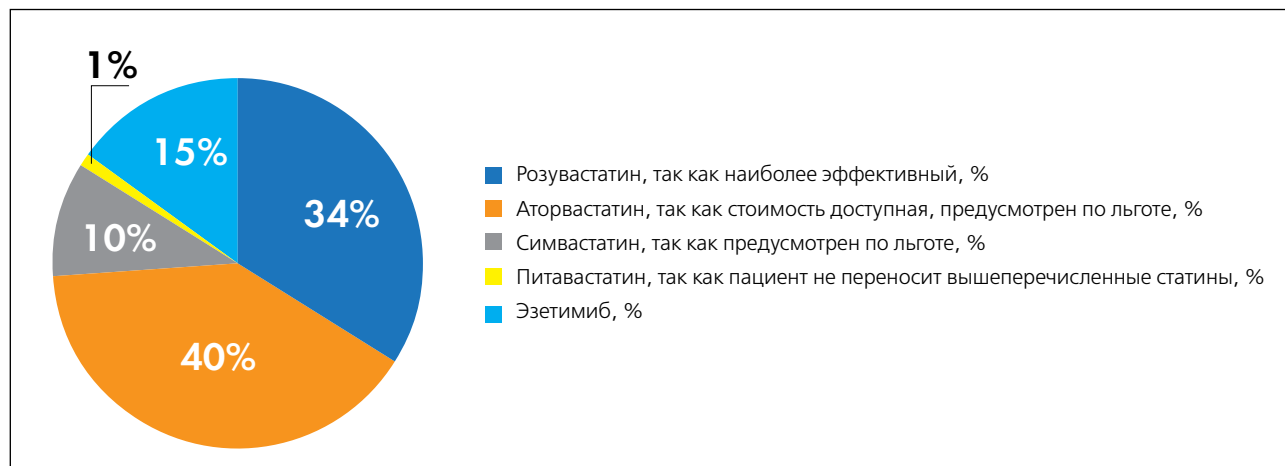 1%
15%
34%
10%
40%
Розувастатин, так как наиболее эффективный, %
Аторвастатин, так как стоимость доступная, предусмотрен по льготе, %
Симвастатин, так как предусмотрен по льготе, %
Питавастатин, так как пациент не переносит вышеперечисленные статины, %
Эзетимиб, %